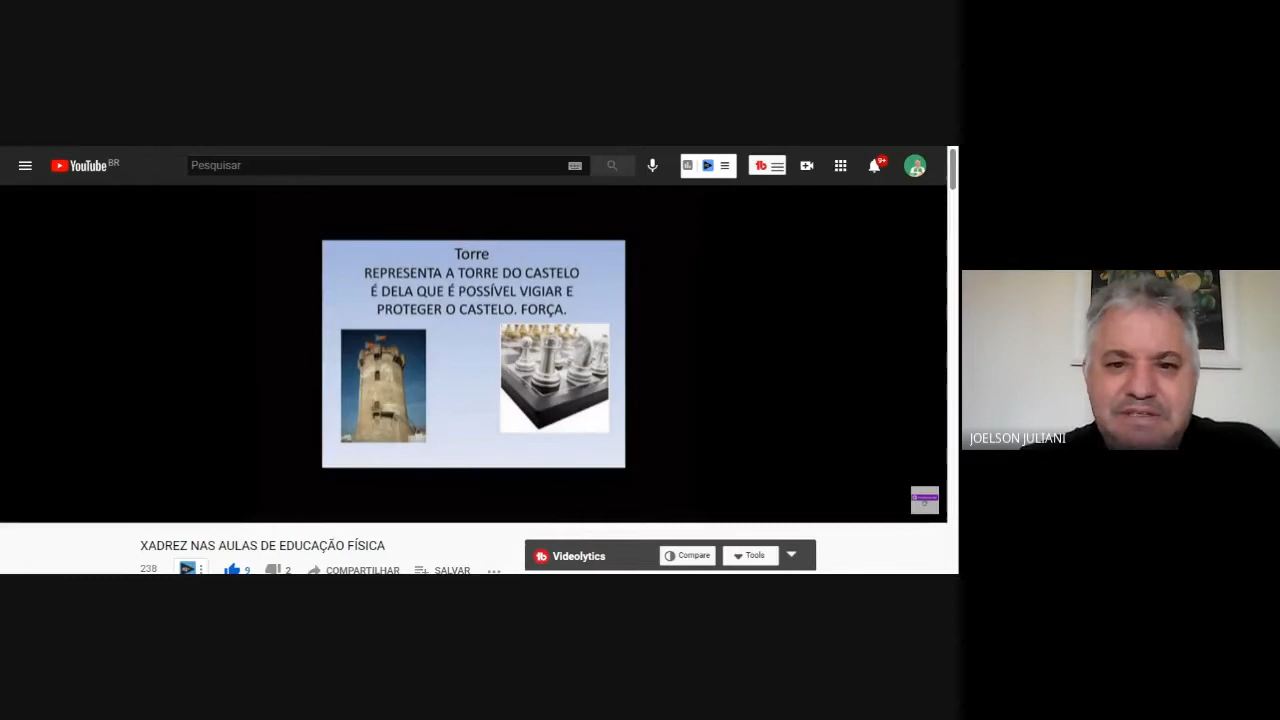 YouTube BR
Pesquisar
9+
Torre
REPRESENTA A TORRE DO CASTELO
É DELA QUE É POSSÍVEL VIGIAR E
PROTEGER O CASTELO. FORÇA.
JOELSON JULIANI
XADREZ NAS AULAS DE EDUCAÇÃO FÍSICA
238
9
2
COMPARTILHAR
SALVAR
Videolytics
Compare
Tools